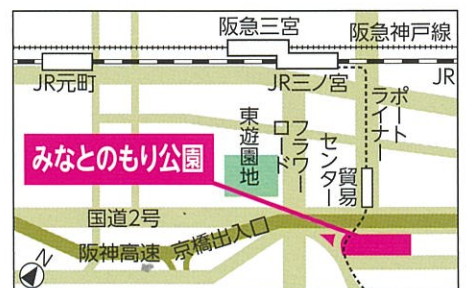 阪急三宮
阪急神戸線
JR元町
JR三ノ宮
JR
ポートライナー
東遊園地
フラワーロード
貿易センター
みなとのもり公園
国道2号
阪神高速
京橋出入口
N